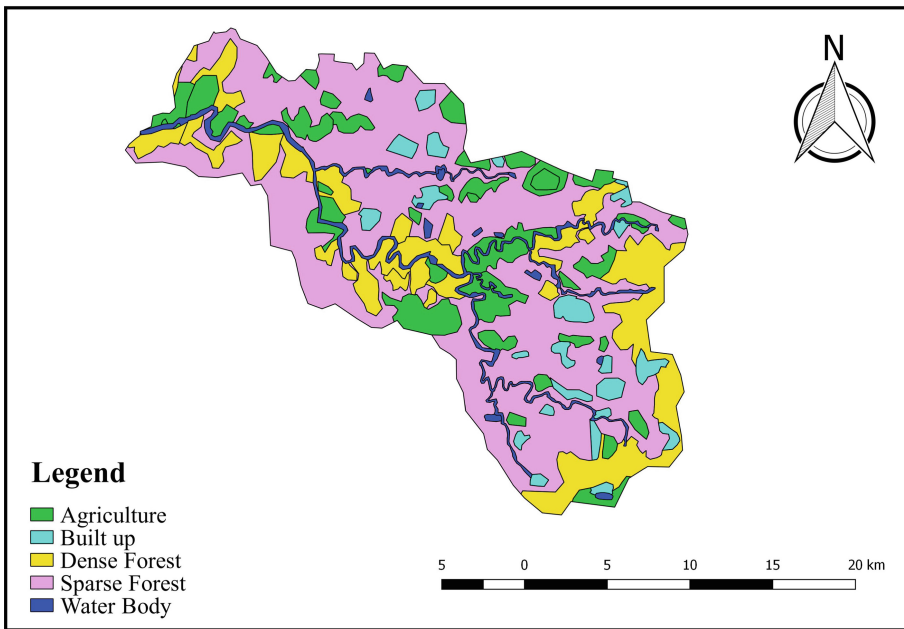 N
Legend
Agriculture
Built up
Dense Forest
Sparse Forest
Water Body
5 0 5 10 15 20 km